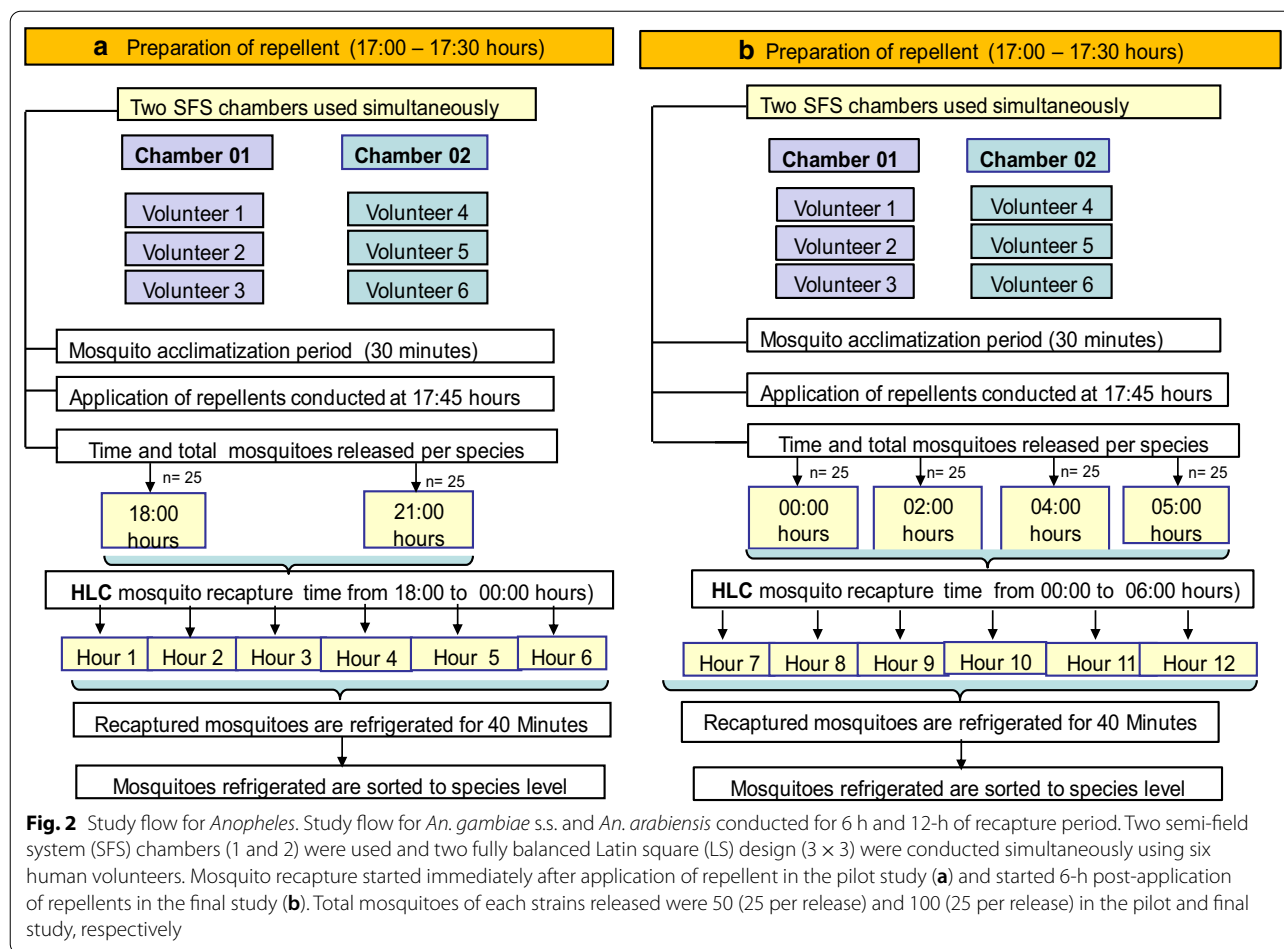 a Preparation of repellent (17:00 – 17:30 hours)
Two SFS chambers used simultaneously
Chamber 01
Chamber 02
Volunteer 1
Volunteer 4
Volunteer 2
Volunteer 5
Volunteer 3
Volunteer 6
Mosquito acclimatization period (30 minutes)
Application of repellents conducted at 17:45 hours
Time and total mosquitoes released per species
n= 25
n= 25
18:00
hours
21:00
hours
HLC mosquito recapture time from 18:00 to 00:00 hours)
Hour 1
Hour 2
Hour 3
Hour 4
Hour 5
Hour 6
Recaptured mosquitoes are refrigerated for 40 Minutes
Mosquitoes refrigerated are sorted to species level
b Preparation of repellent (17:00 – 17:30 hours)
Two SFS chambers used simultaneously
Chamber 01
Chamber 02
Volunteer 1
Volunteer 4
Volunteer 2
Volunteer 5
Volunteer 3
Volunteer 6
Mosquito acclimatization period (30 minutes)
Application of repellents conducted at 17:45 hours
Time and total mosquitoes released per species
n= 25
n= 25
n= 25
n= 25
00:00
hours
02:00
hours
04:00
hours
05:00
hours
HLC mosquito recapture time from 00:00 to 06:00 hours)
Hour 7
Hour 8
Hour 9
Hour 10
Hour 11
Hour 12
Recaptured mosquitoes are refrigerated for 40 Minutes
Mosquitoes refrigerated are sorted to species level
Fig. 2 Study flow for Anopheles. Study flow for An. gambiae s.s. and An. arabiensis conducted for 6 h and 12-h of recapture period. Two semi-field
system (SFS) chambers (1 and 2) were used and two fully balanced Latin square (LS) design (3 × 3) were conducted simultaneously using six
human volunteers. Mosquito recapture started immediately after application of repellent in the pilot study (a) and started 6-h post-application
of repellents in the final study (b). Total mosquitoes of each strains released were 50 (25 per release) and 100 (25 per release) in the pilot and final
study, respectively